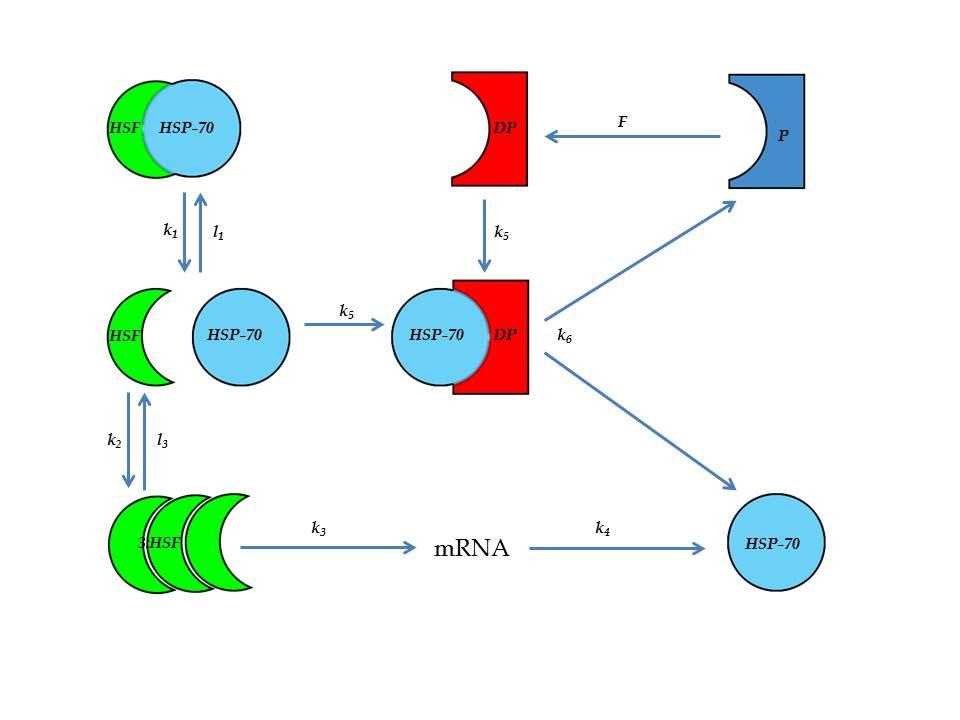 HSF
HSP-70
DP
F
P
k1
l1
k5
HSF
HSP-70
k5
HSP-70
DP
k6
k2
l3
3HSF
k3
mRNA
k4
HSP-70